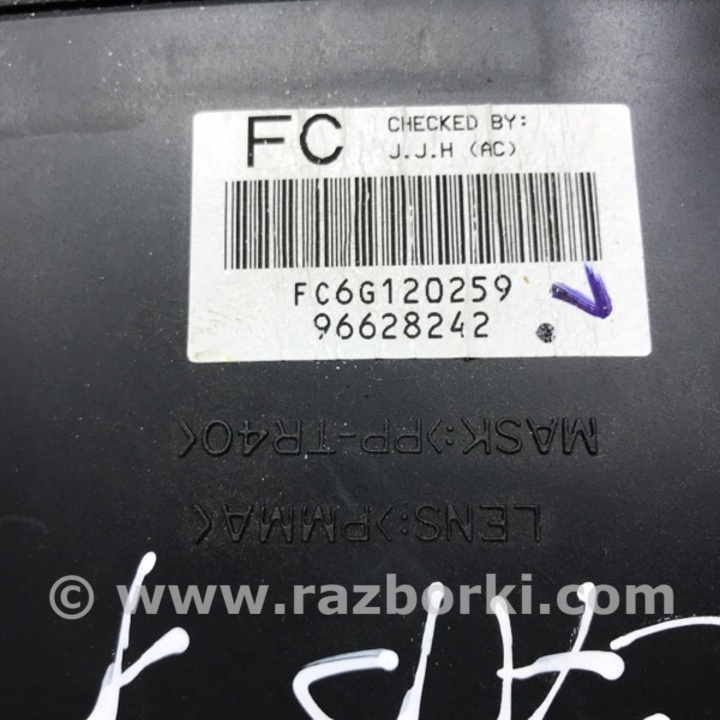 FC
CHECKED BY:
J.J.H (AC)
FC6G120259
96628242
MASK:>PP-TR40<
LENS:>PMMA<
© www.razborki.com